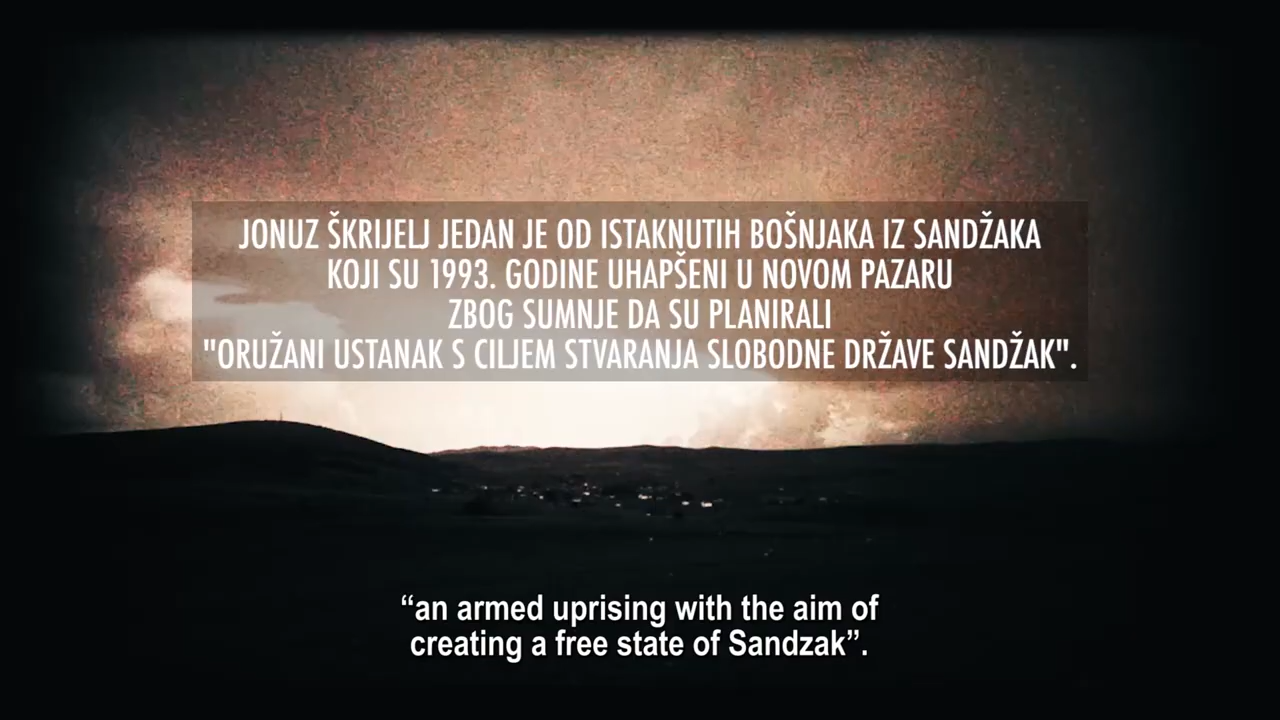 JONUZ ŠKRIJELJ JEDAN JE OD ISTAKNUTIH BOŠNJAKA IZ SANDŽAKA
KOJI SU 1993. GODINE UHAPŠENI U NOVOM PAZARU
ZBOG SUMNJE DA SU PLANIRALI
"ORUŽANI USTANAK S CILJEM STVARANJA SLOBODNE DRŽAVE SANDŽAK".
“an armed uprising with the aim of
creating a free state of Sandzak”.